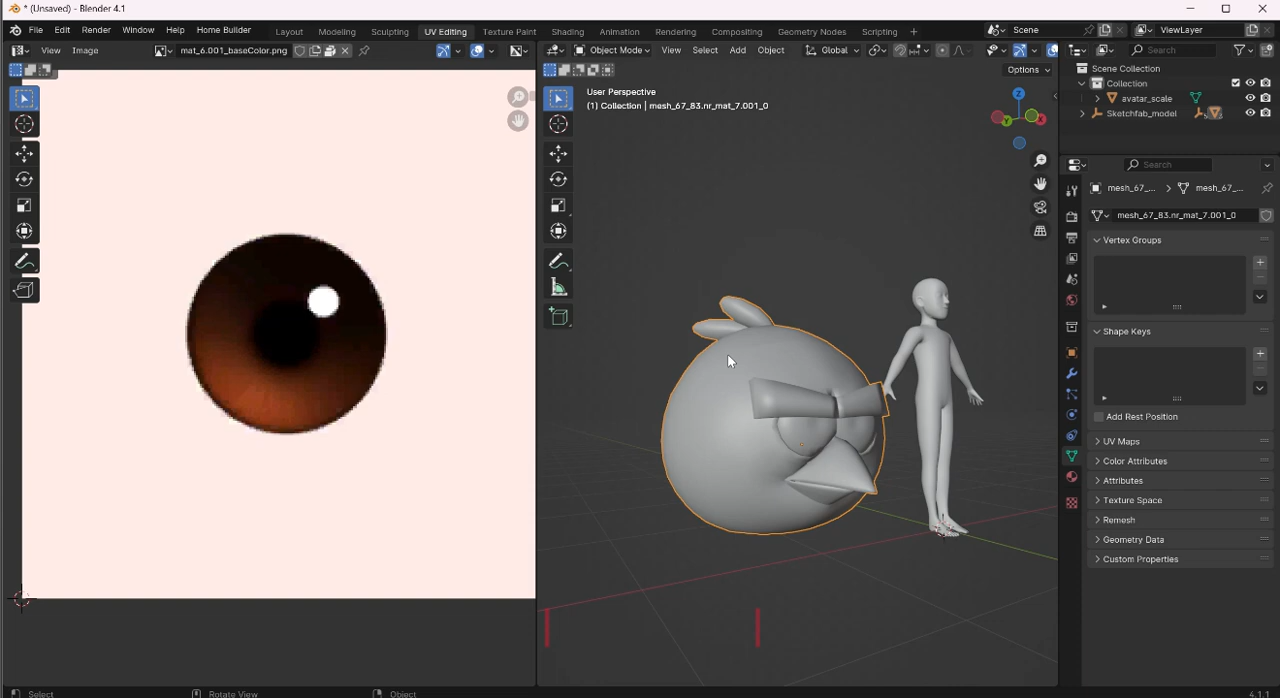 * (Unsaved) - Blender 4.1
File Edit Render Window Help Home Builder Layout Modeling Sculpting UV Editing Texture Paint Shading Animation Rendering Compositing Geometry Nodes Scripting + Scene ViewLayer
View Image mat_6.001_baseColor.png Object Mode View Select Add Object Global Search
Options
Scene Collection
Collection
avatar_scale
Sketchfab_model
User Perspective
(1) Collection | mesh_67_83.nr_mat_7.001_0
Z
Y
X
Search
mesh_67_... > mesh_67_...
mesh_67_83.nr_mat_7.001_0
Vertex Groups
Shape Keys
Add Rest Position
UV Maps
Color Attributes
Attributes
Texture Space
Remesh
Geometry Data
Custom Properties
Select Rotate View Object 4.1.1